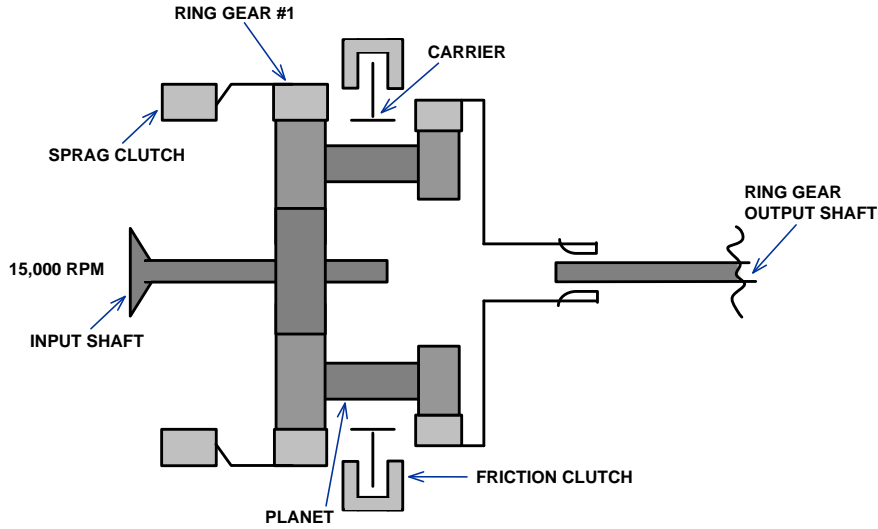 RING GEAR #1
CARRIER
SPRAG CLUTCH
RING GEAR
OUTPUT SHAFT
15,000 RPM
INPUT SHAFT
FRICTION CLUTCH
PLANET